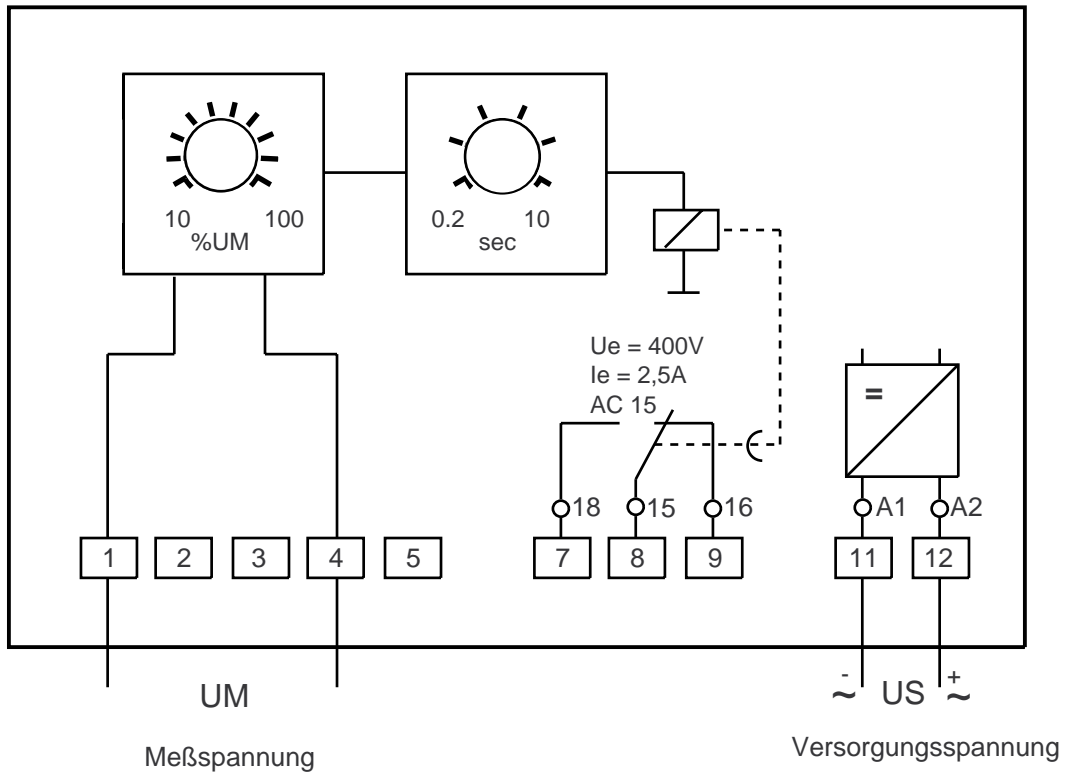 10 100
%UM
0.2 10
sec
Ue = 400V
Ie = 2,5A
AC 15
=
18 15 16 A1 A2
1 2 3 4 5 7 8 9 11 12
UM
- ~ US + ~
Meßspannung
Versorgungsspannung